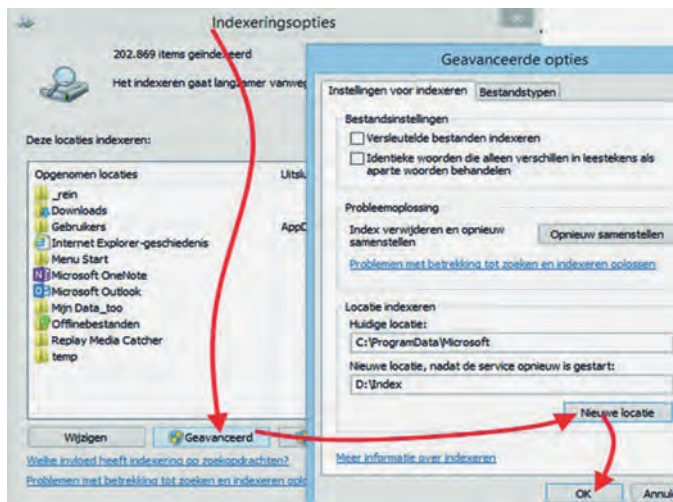 Indexeringsopties
202.869 items geïndexeerd
Het indexeren gaat langzamer vanweg
Deze locaties indexeren:
Opgenomen locaties
_rein
Downloads
Gebruikers
AppD
Internet Explorer-geschiedenis
Menu Start
Microsoft OneNote
Microsoft Outlook
Mijn Data_too
Offlinebestanden
Replay Media Catcher
temp
Wijzigen
Geavanceerd
Welke invloed heeft indexering op zoekopdrachten?
Problemen met betrekking tot zoeken en indexeren oplo
Geavanceerde opties
Instellingen voor indexeren
Bestandstypen
Bestandsinstellingen
Versleutelde bestanden indexeren
Identieke woorden die alleen verschillen in leestekens als
aparte woorden behandelen
Probleemoplossing
Index verwijderen en opnieuw
samenstellen
Opnieuw samenstellen
Problemen met betrekking tot zoeken en indexeren oplossen
Locatie indexeren
Huidige locatie:
C:\ProgramData\Microsoft
Nieuwe locatie, nadat de service opnieuw is gestart:
D:\Index
Nieuwe locatie
Meer informatie over indexeren
OK
Annul